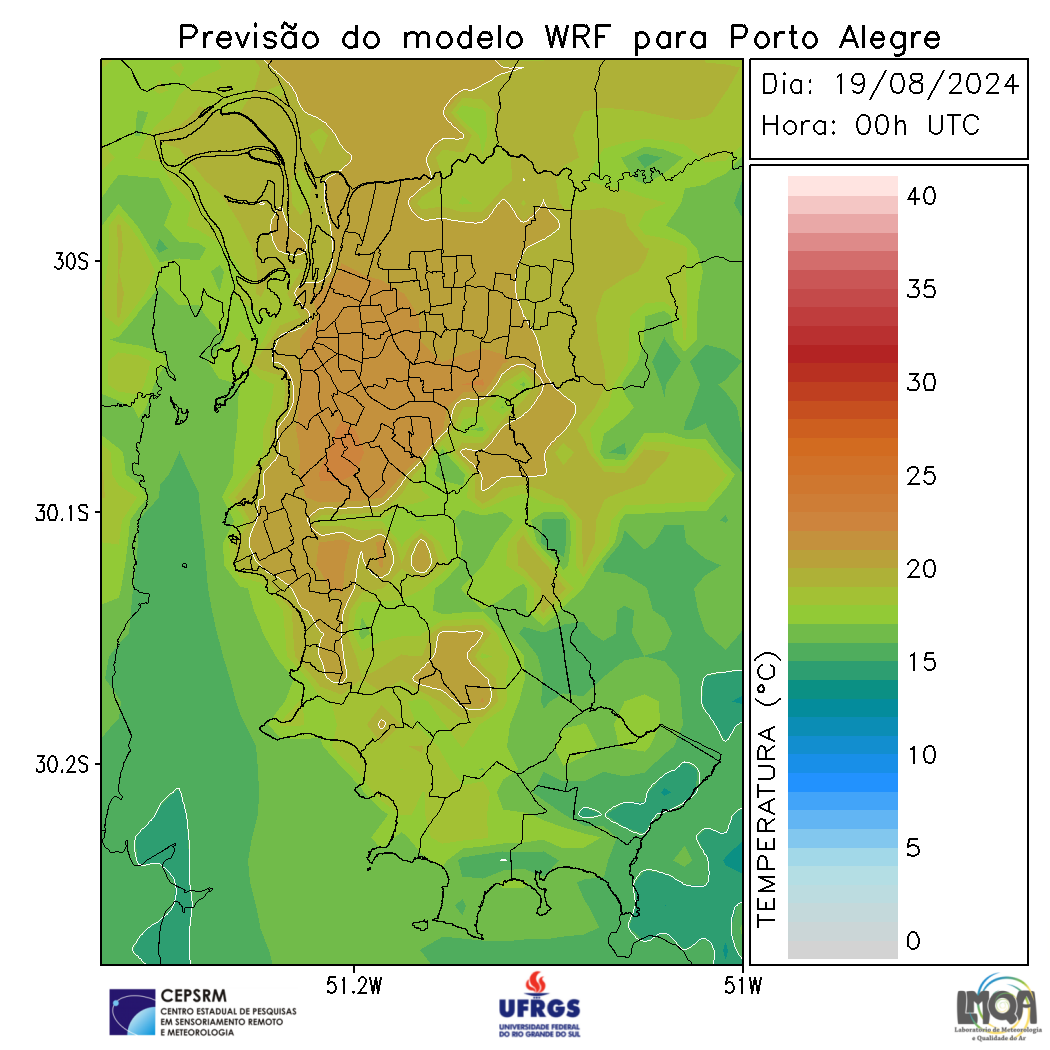 Previsão do modelo WRF para Porto Alegre
Dia: 19/08/2024
Hora: 00h UTC
40
35
30
25
20
15
10
5
0
TEMPERATURA (°C)
30S
30.1S
30.2S
51.2W
51W
CEPSRM
CENTRO ESTADUAL DE PESQUISAS
EM SENSORIAMENTO REMOTO
E METEOROLOGIA
UFRGS
UNIVERSIDADE FEDERAL
DO RIO GRANDE DO SUL
LMQA
Laboratório de Meteorologia
e Qualidade do Ar